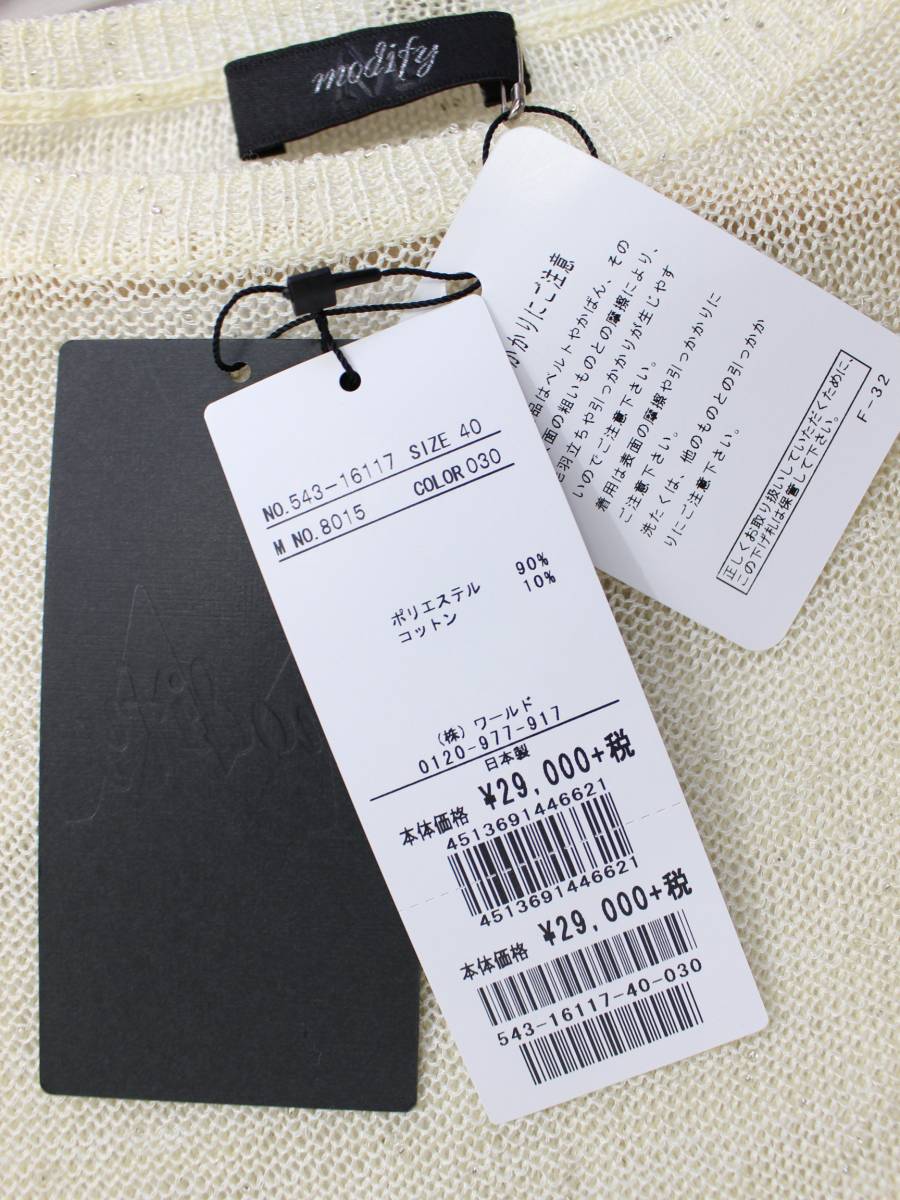 modify
かりにご注意
品はベルトやかばん、その
面の粗いものとの摩擦により、
羽立ちや引っかかりが生じやす
いのでご注意下さい。
着用は表面の摩擦や引っかかりに
ご注意下さい。
洗たくは、他のものとの引っかか
りにご注意下さい。
正しくお取り扱いしていただくために、
この下げ札は保管して下さい。
F-32
NO.543-16117 SIZE 40
M NO.8015 COLOR 030
ポリエステル 90%
コットン 10%
(株) ワールド
0120-977-917
日本製
本体価格 ¥29,000+税
4513691446621
4513691446621
本体価格 ¥29,000+税
543-16117-40-030